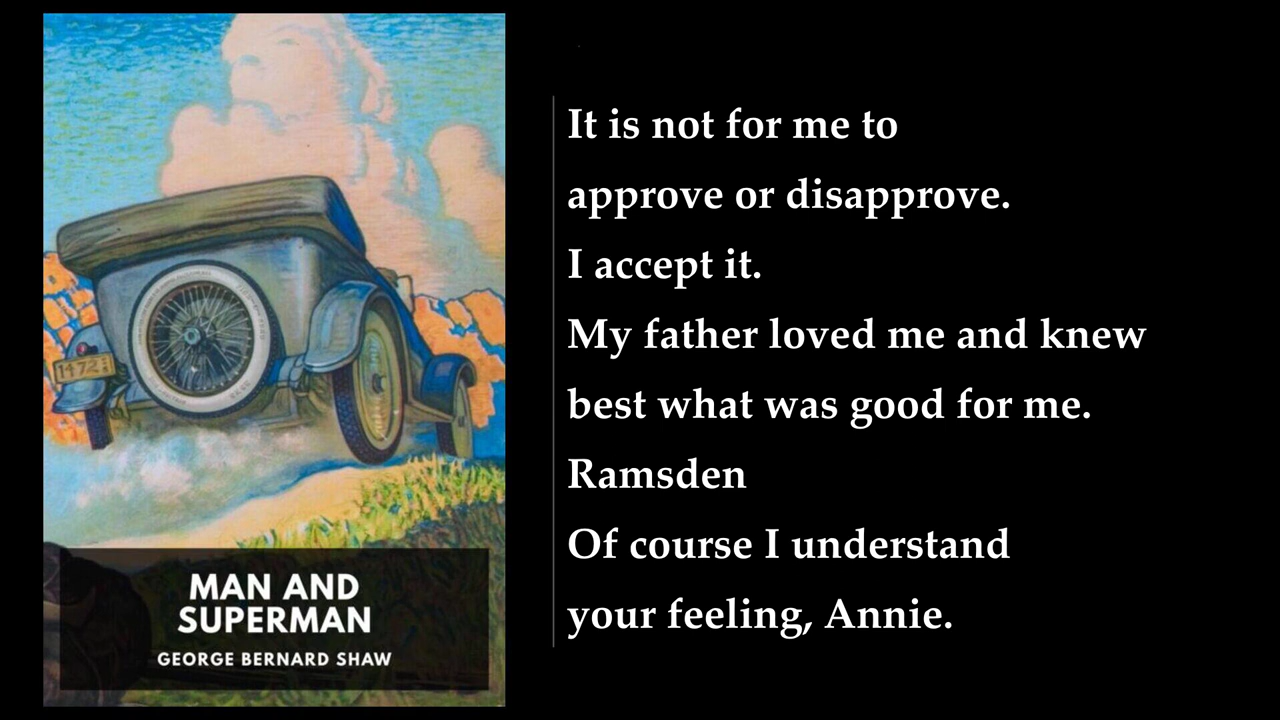 It is not for me to
approve or disapprove.
I accept it.
My father loved me and knew
best what was good for me.
Ramsden
Of course I understand
your feeling, Annie.
1472
MAN AND
SUPERMAN
GEORGE BERNARD SHAW